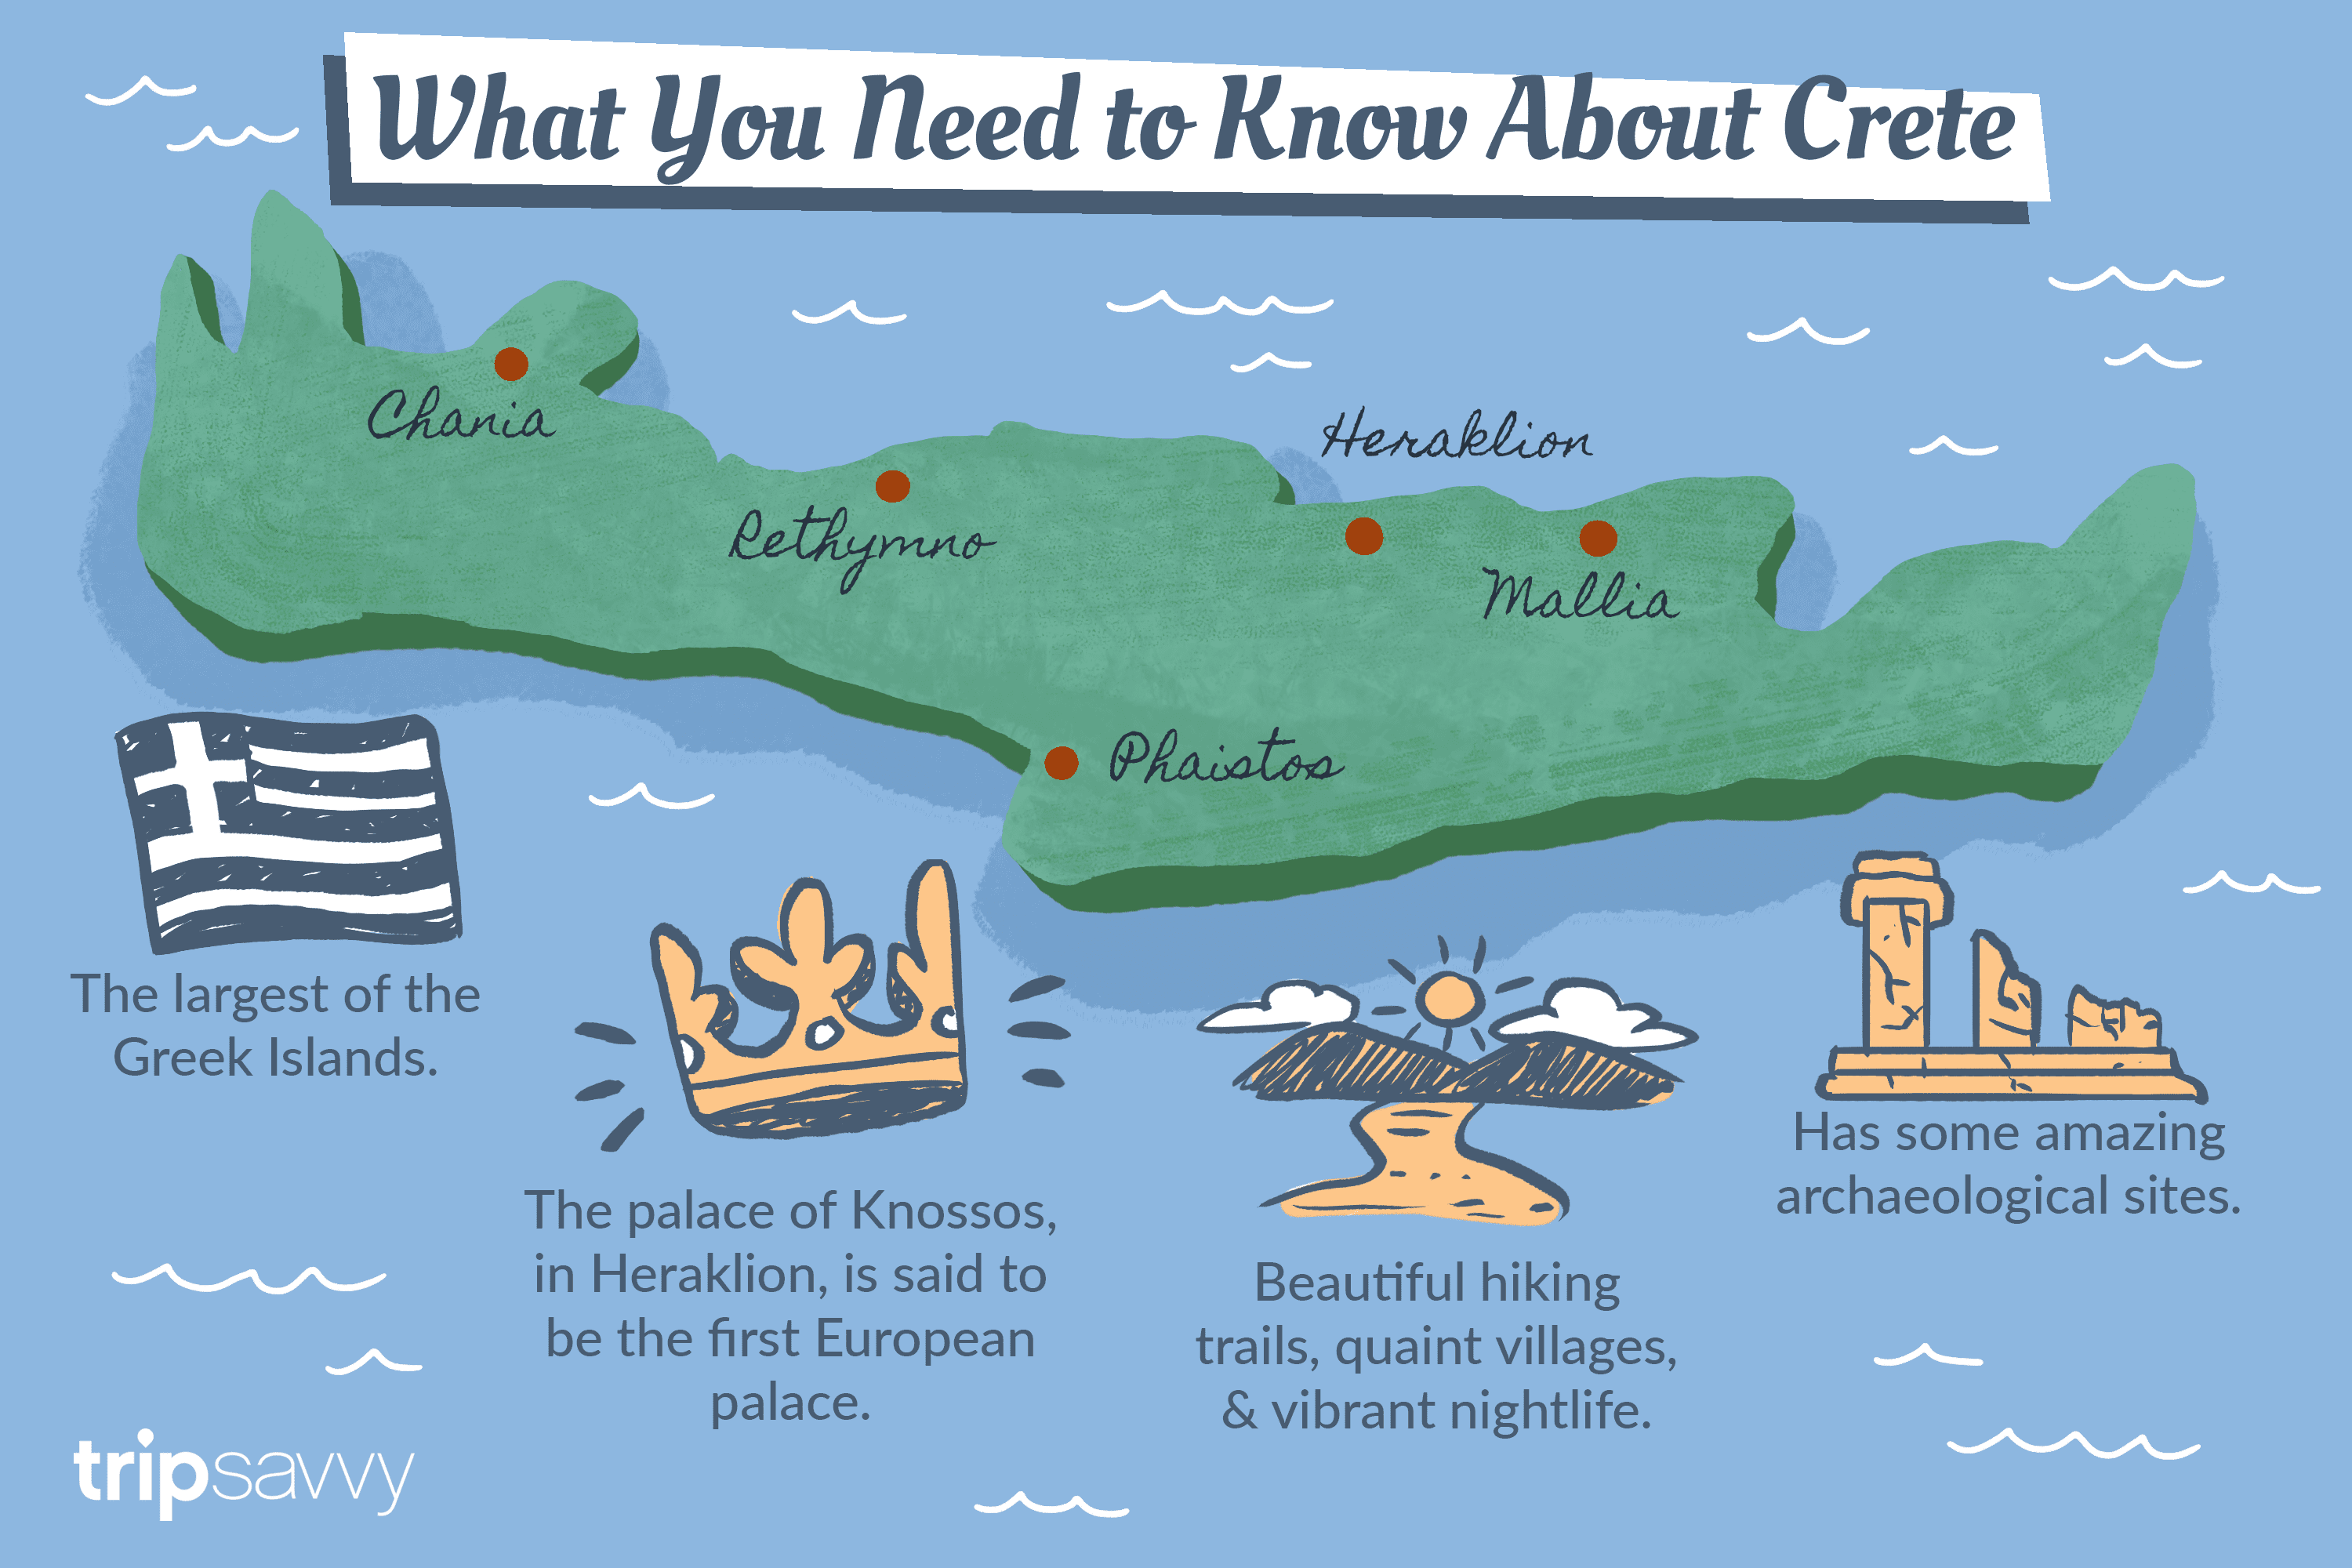 What You Need to Know About Crete
Chania
Heraklion
Rethymno
Mallia
Phaistos
The largest of the
Greek Islands.
The palace of Knossos,
in Heraklion, is said to
be the first European
palace.
Beautiful hiking
trails, quaint villages,
& vibrant nightlife.
Has some amazing
archaeological sites.
tripsavvy